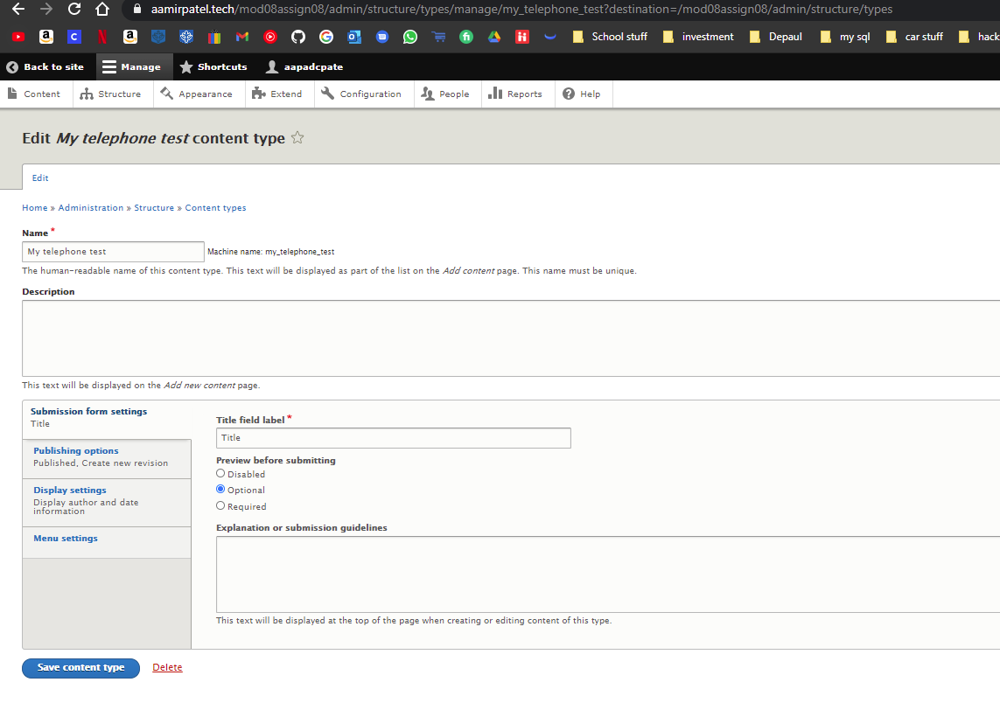 aamirpatel.tech/mod08assign08/admin/structure/types/manage/my_telephone_test?destination=/mod08assign08/admin/structure/types
School stuff investment Depaul my sql car stuff hack
Back to site Manage Shortcuts aapadcpate
Content Structure Appearance Extend Configuration People Reports Help
Edit My telephone test content type
Edit
Home » Administration » Structure » Content types
Name *
My telephone test Machine name: my_telephone_test
The human-readable name of this content type. This text will be displayed as part of the list on the Add content page. This name must be unique.
Description
This text will be displayed on the Add new content page.
Submission form settings
Title
Publishing options
Published, Create new revision
Display settings
Display author and date
information
Menu settings
Title field label *
Title
Preview before submitting
Disabled
Optional
Required
Explanation or submission guidelines
This text will be displayed at the top of the page when creating or editing content of this type.
Save content type Delete